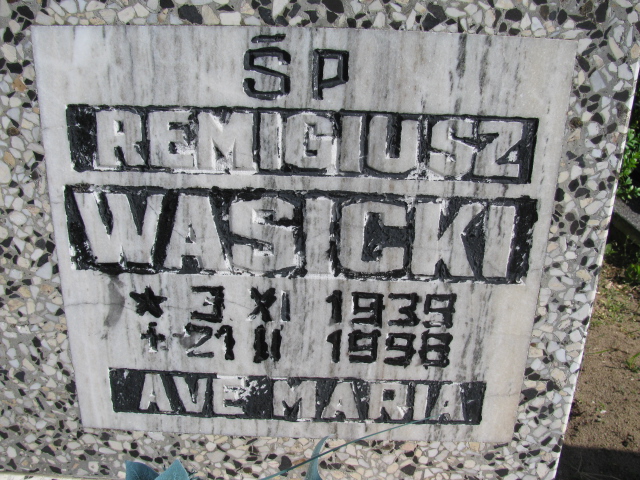 ŚP
REMIGIUSZ
WASICKI
* 3 XI 1939
+ 21 II 1998
AVE MARIA